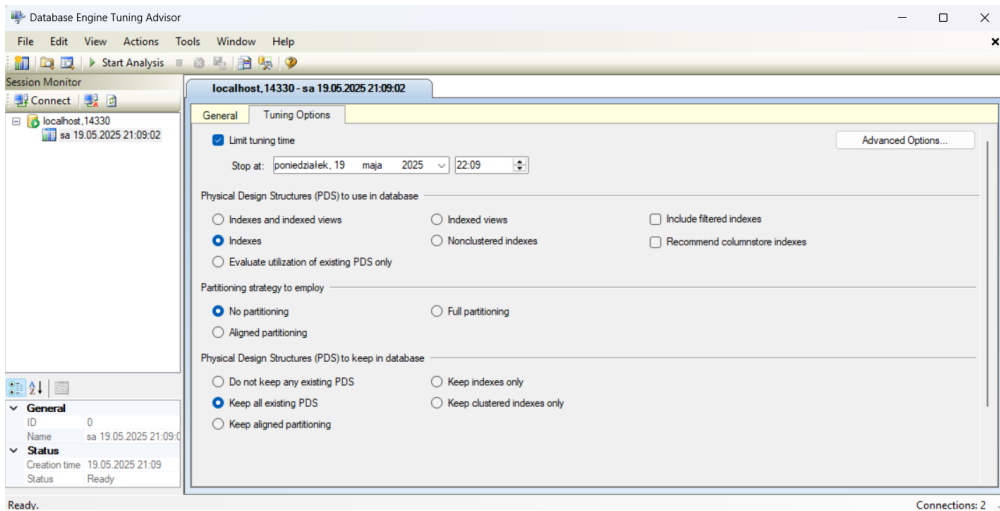 Database Engine Tuning Advisor
File Edit View Actions Tools Window Help
Start Analysis
Session Monitor
Connect
localhost,14330
sa 19.05.2025 21:09:02
localhost,14330 - sa 19.05.2025 21:09:02
General Tuning Options
Limit tuning time
Advanced Options...
Stop at: poniedziałek, 19 maja 2025 22:09
Physical Design Structures (PDS) to use in database
Indexes and indexed views Indexed views Include filtered indexes
Indexes Nonclustered indexes Recommend columnstore indexes
Evaluate utilization of existing PDS only
Partitioning strategy to employ
No partitioning Full partitioning
Aligned partitioning
Physical Design Structures (PDS) to keep in database
Do not keep any existing PDS Keep indexes only
Keep all existing PDS Keep clustered indexes only
Keep aligned partitioning
General
ID 0
Name sa 19.05.2025 21:09:0
Status
Creation time 19.05.2025 21:09
Status Ready
Ready.
Connections: 2